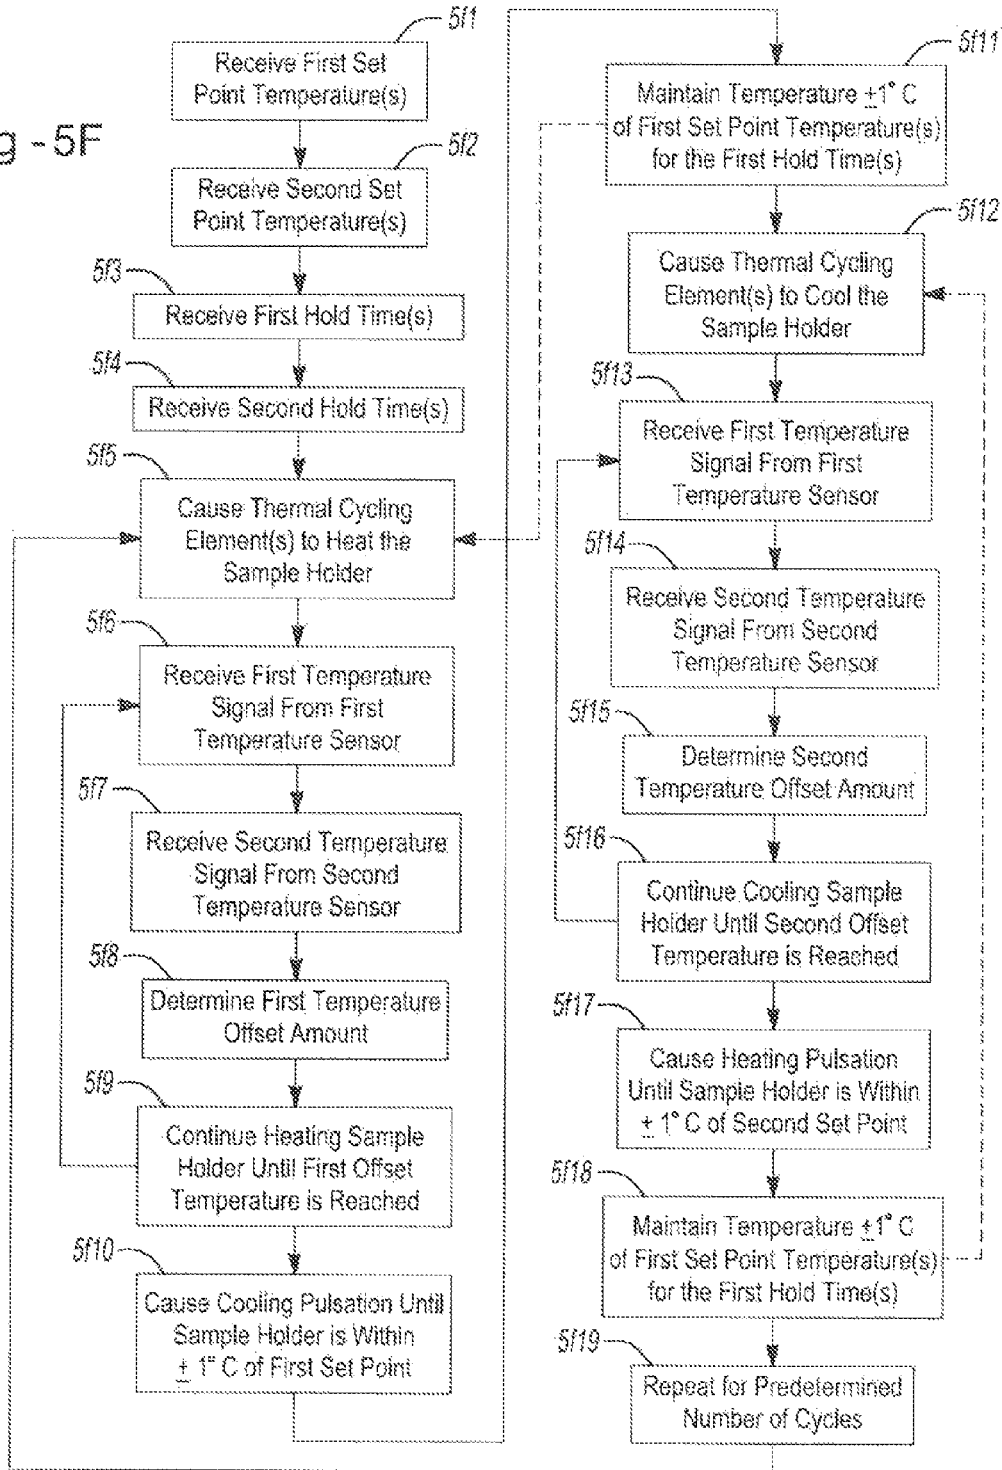 g - 5F
5f1
Receive First Set
Point Temperature(s)
5f2
Receive Second Set
Point Temperature(s)
5f3
Receive First Hold Time(s)
5f4
Receive Second Hold Time(s)
5f5
Cause Thermal Cycling
Element(s) to Heat the
Sample Holder
5f6
Receive First Temperature
Signal From First
Temperature Sensor
5f7
Receive Second Temperature
Signal From Second
Temperature Sensor
5f8
Determine First Temperature
Offset Amount
5f9
Continue Heating Sample
Holder Until First Offset
Temperature is Reached
5f10
Cause Cooling Pulsation Until
Sample Holder is Within
± 1° C of First Set Point
5f11
Maintain Temperature ±1° C
of First Set Point Temperature(s)
for the First Hold Time(s)
5f12
Cause Thermal Cycling
Element(s) to Cool the
Sample Holder
5f13
Receive First Temperature
Signal From First
Temperature Sensor
5f14
Receive Second Temperature
Signal From Second
Temperature Sensor
5f15
Determine Second
Temperature Offset Amount
5f16
Continue Cooling Sample
Holder Until Second Offset
Temperature is Reached
5f17
Cause Heating Pulsation
Until Sample Holder is Within
± 1° C of Second Set Point
5f18
Maintain Temperature ±1° C
of First Set Point Temperature(s)
for the First Hold Time(s)
5f19
Repeat for Predetermined
Number of Cycles